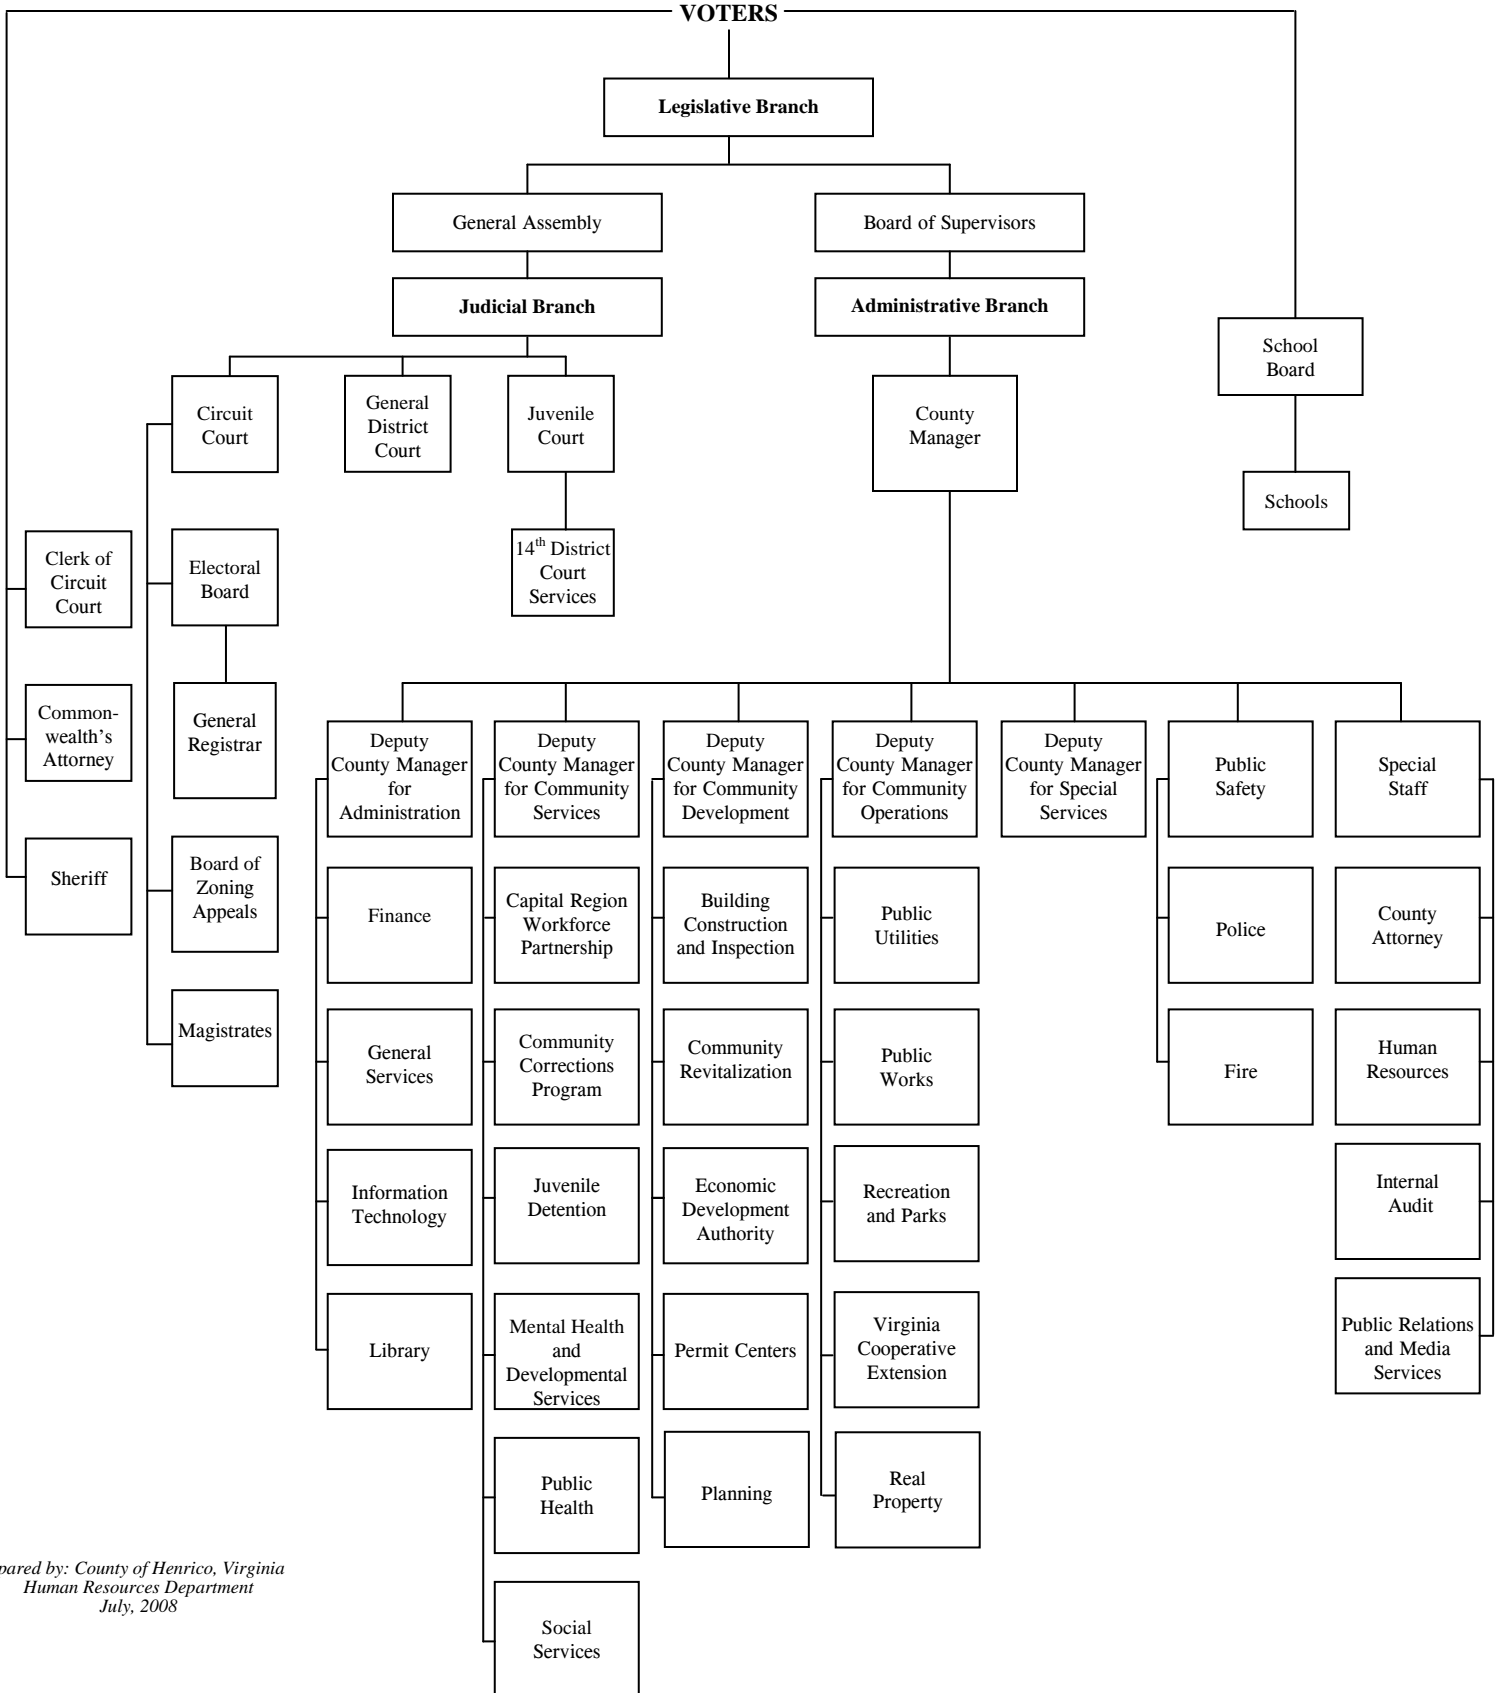 VOTERS
Legislative Branch
General Assembly
Board of Supervisors
Judicial Branch
Administrative Branch
School
Board
Circuit
Court
General
District
Court
Juvenile
Court
County
Manager
Schools
14th District
Court
Services
Clerk of
Circuit
Court
Electoral
Board
Common-
wealth's
Attorney
General
Registrar
Sheriff
Board of
Zoning
Appeals
Magistrates
Deputy
County Manager
for
Administration
Deputy
County Manager
for Community
Services
Deputy
County Manager
for Community
Development
Deputy
County Manager
for Community
Operations
Deputy
County Manager
for Special
Services
Public
Safety
Special
Staff
Finance
Capital Region
Workforce
Partnership
Building
Construction
and Inspection
Public
Utilities
Police
County
Attorney
General
Services
Community
Corrections
Program
Community
Revitalization
Public
Works
Fire
Human
Resources
Information
Technology
Juvenile
Detention
Economic
Development
Authority
Recreation
and Parks
Internal
Audit
Library
Mental Health
and
Developmental
Services
Permit Centers
Virginia
Cooperative
Extension
Public Relations
and Media
Services
Public
Health
Planning
Real
Property
Social
Services
pared by: County of Henrico, Virginia
Human Resources Department
July, 2008